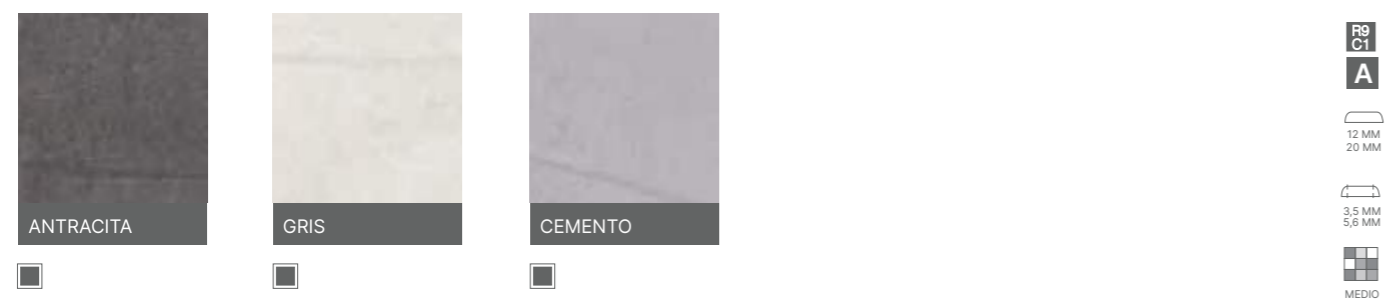 ANTRACITA
GRIS
CEMENTO
R9
C1
A
12 MM
20 MM
3,5 MM
5,6 MM
MEDIO